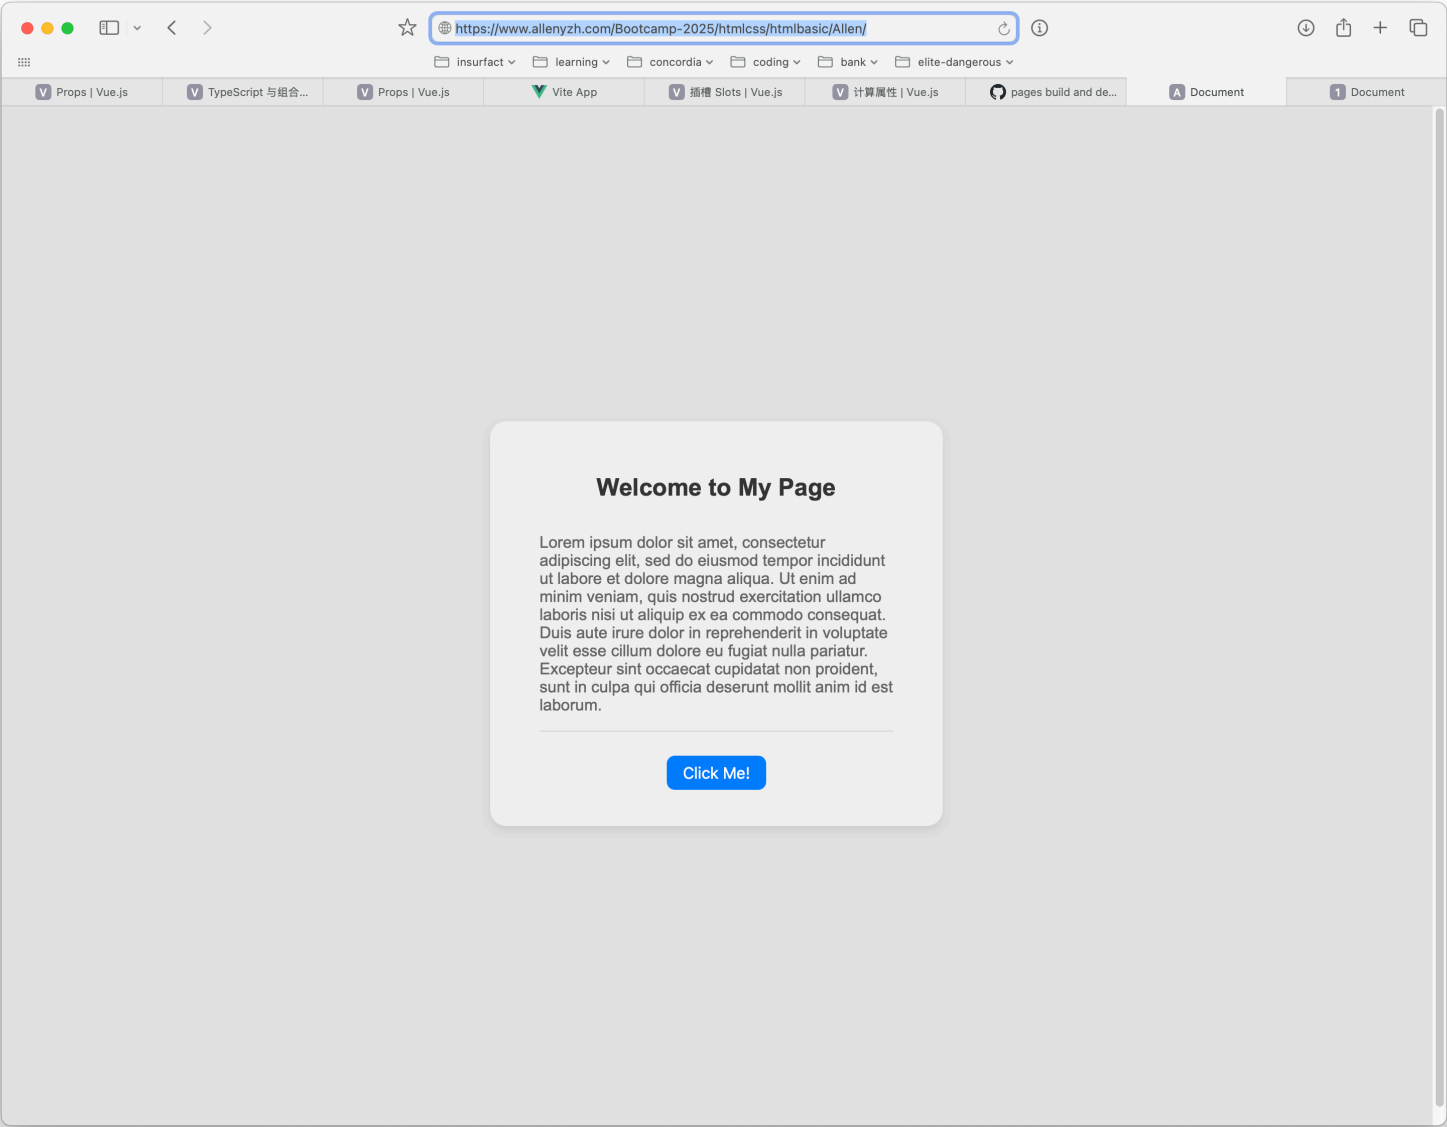 https://www.allenyzh.com/Bootcamp-2025/htmlcss/htmlbasic/Allen/
insurfact learning concordia coding bank elite-dangerous
V Props | Vue.js V TypeScript 与组合... V Props | Vue.js Vite App V 插槽 Slots | Vue.js V 计算属性 | Vue.js pages build and de... A Document 1 Document
Welcome to My Page
Lorem ipsum dolor sit amet, consectetur
adipiscing elit, sed do eiusmod tempor incididunt
ut labore et dolore magna aliqua. Ut enim ad
minim veniam, quis nostrud exercitation ullamco
laboris nisi ut aliquip ex ea commodo consequat.
Duis aute irure dolor in reprehenderit in voluptate
velit esse cillum dolore eu fugiat nulla pariatur.
Excepteur sint occaecat cupidatat non proident,
sunt in culpa qui officia deserunt mollit anim id est
laborum.
Click Me!